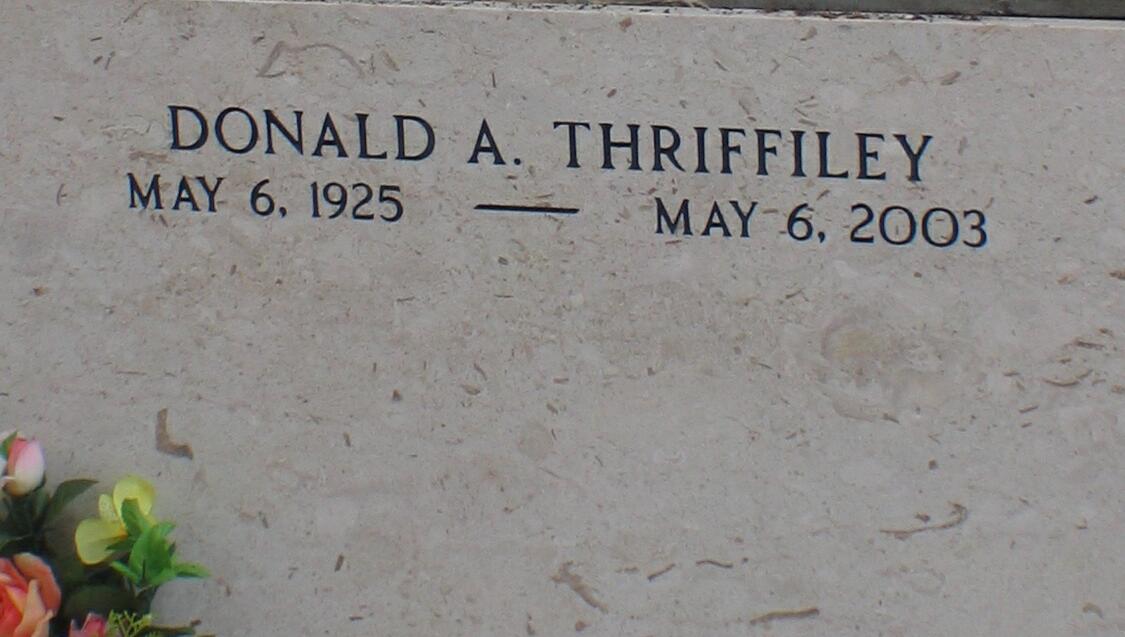 DONALD A. THRIFFILEY
MAY 6, 1925 — MAY 6, 2003